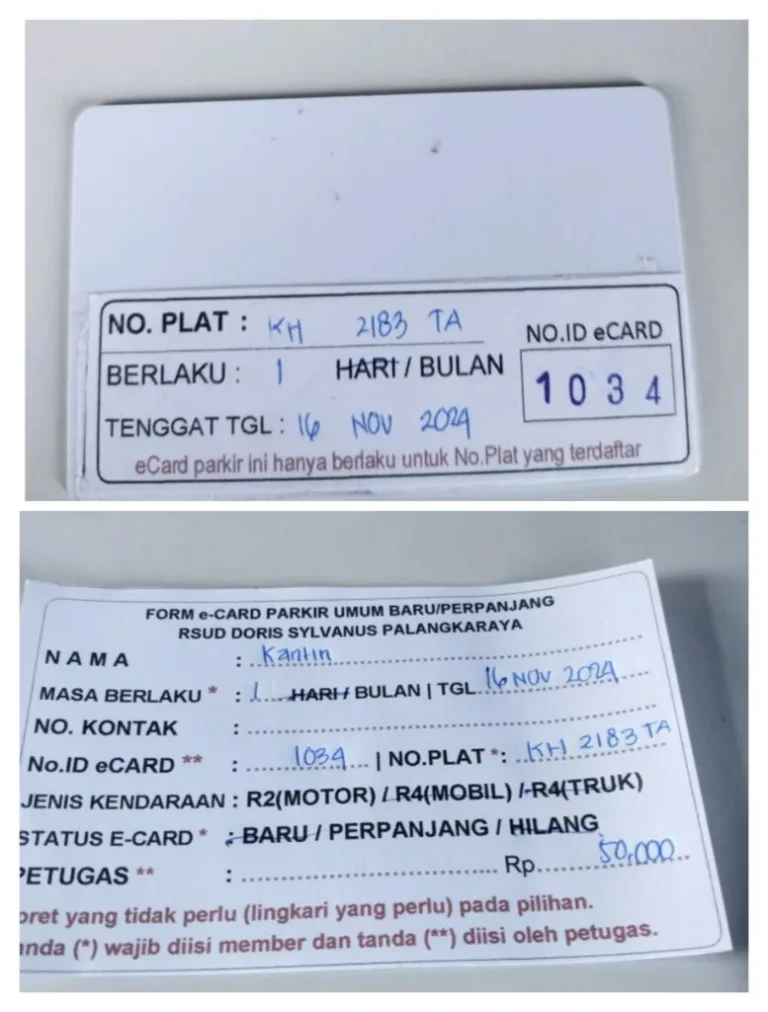 NO. PLAT : KH 2183 TA
NO.ID eCARD
BERLAKU : 1 HARI / BULAN
1034
TENGGAT TGL : 16 NOV 2024
eCard parkir ini hanya berlaku untuk No.Plat yang terdaftar
FORM e-CARD PARKIR UMUM BARU/PERPANJANG
RSUD DORIS SYLVANUS PALANGKARAYA
NAMA : Kantin
MASA BERLAKU * : 1 HARI / BULAN | TGL 16 NOV 2024
NO. KONTAK :
No.ID eCARD ** : 1034 | NO.PLAT *: KH 2183 TA
JENIS KENDARAAN : R2(MOTOR) / R4(MOBIL) / R4(TRUK)
STATUS E-CARD * : BARU / PERPANJANG / HILANG
PETUGAS ** : Rp. 50,000
oret yang tidak perlu (lingkari yang perlu) pada pilihan.
anda (*) wajib diisi member dan tanda (**) diisi oleh petugas.